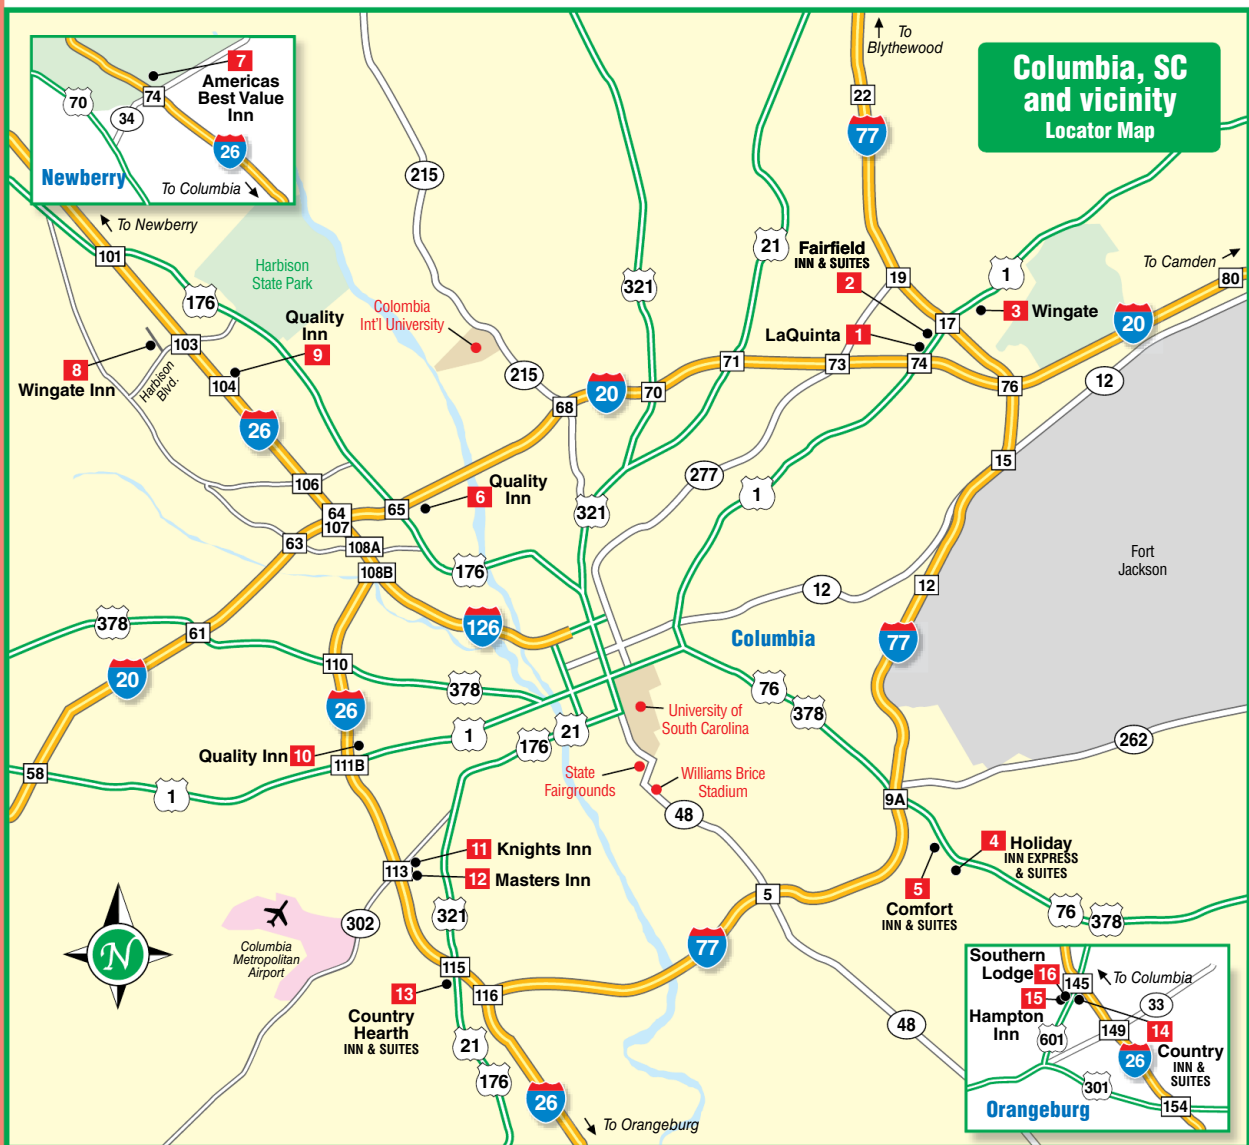 Columbia, SC
and vicinity
Locator Map
7
Americas
Best Value
Inn
74
70
34
26
Newberry
To Columbia
To Newberry
To
Blythewood
22
77
215
101
176
Harbison
State Park
Colombia
Int'l University
321
21
Fairfield
INN & SUITES
2
19
1
To Camden
80
17
3 Wingate
20
LaQuinta 1
Quality
Inn
9
103
8
Wingate Inn
Harbison
Blvd.
104
26
215
20
70
71
73
74
76
12
68
15
277
1
106
Quality
Inn
6
65
321
64
107
63
108A
108B
176
Fort
Jackson
12
12
378
61
126
Columbia
77
20
110
378
76
378
26
University of
South Carolina
1
176
21
262
Quality Inn 10
111B
58
1
State
Fairgrounds
Williams Brice
Stadium
48
9A
4 Holiday
INN EXPRESS
& SUITES
5
Comfort
INN & SUITES
11 Knights Inn
12 Masters Inn
113
5
76
378
321
302
N
Columbia
Metropolitan
Airport
77
115
13
116
Country
Hearth
INN & SUITES
21
176
26
To Orangeburg
48
Southern
Lodge 16
145
To Columbia
15
Hampton
Inn
33
14
149
601
26
Country
INN &
SUITES
301
154
Orangeburg